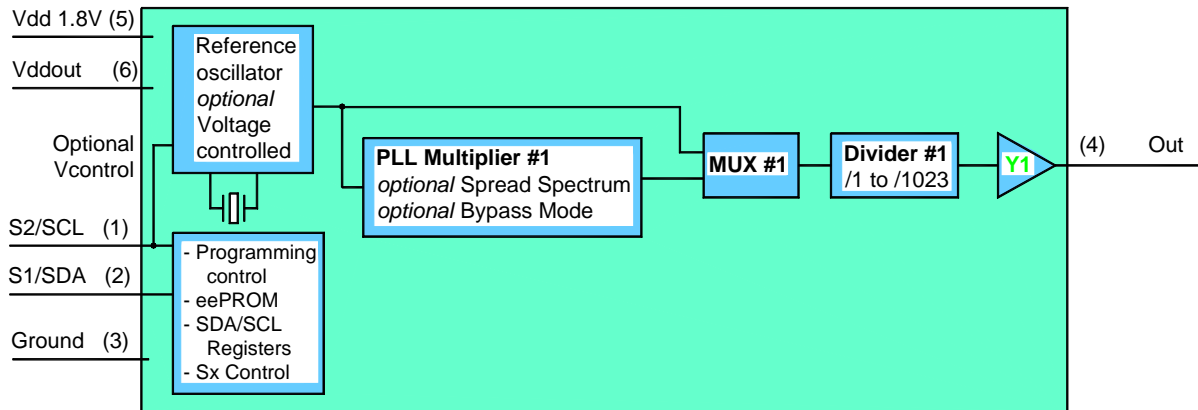 Vdd 1.8V (5)
Vddout (6)
Optional
Vcontrol
S2/SCL (1)
S1/SDA (2)
Ground (3)
Reference
oscillator
optional
Voltage
controlled
- Programming
control
- eePROM
- SDA/SCL
Registers
- Sx Control
PLL Multiplier #1
optional Spread Spectrum
optional Bypass Mode
MUX #1
Divider #1
/1 to /1023
Y1
(4) Out